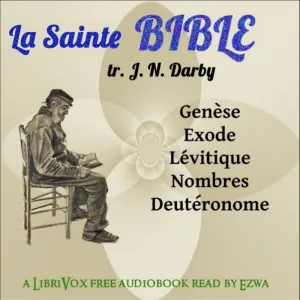 La Sainte BIBLE
tr. J. N. Darby
Genèse
Exode
Lévitique
Nombres
Deutéronome
A LIBRIVOX FREE AUDIOBOOK READ BY EZWA